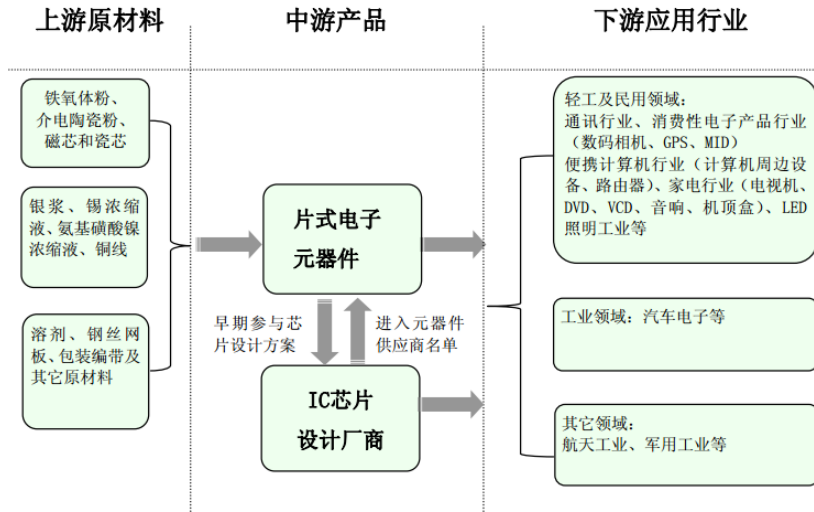 上游原材料
中游产品
下游应用行业
铁氧体粉、
介电陶瓷粉、
磁芯和瓷芯
银浆、锡浓缩
液、氨基磺酸镍
浓缩液、铜线
溶剂、钢丝网
板、包装编带及
其它原材料
片式电子
元器件
早期参与芯
片设计方案
进入元器件
供应商名单
IC芯片
设计厂商
轻工及民用领域：
通讯行业、消费性电子产品行业
（数码相机、GPS、MID）
便携计算机行业（计算机周边设
备、路由器）、家电行业（电视机、
DVD、VCD、音响、机顶盒）、LED
照明工业等
工业领域：汽车电子等
其它领域：
航天工业、军用工业等